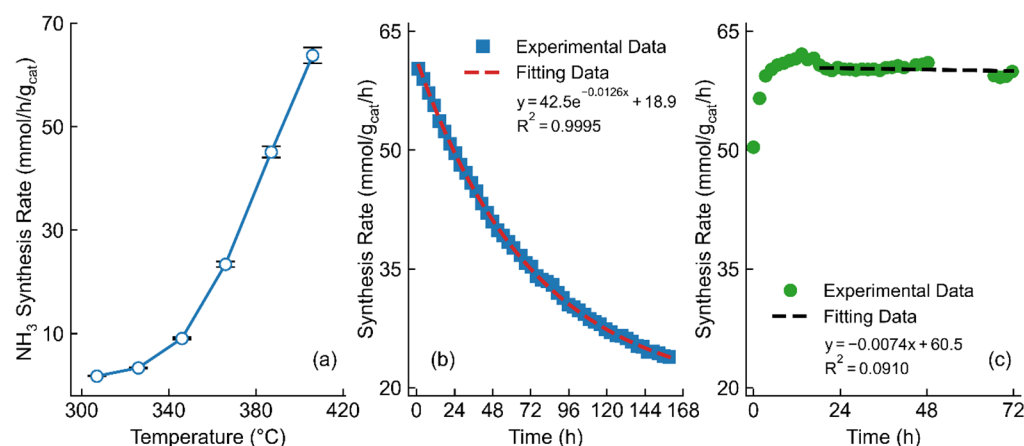 NH₃ Synthesis Rate (mmol/h/g_cat)
70
50
30
10
300
340
380
420
Temperature (°C)
(a)
Synthesis Rate (mmol/g_cat/h)
65
50
35
20
Experimental Data
Fitting Data
y = 42.5e^−0.0126x + 18.9
R² = 0.9995
(b)
0
24
48
72
96
120
144
168
Time (h)
Synthesis Rate (mmol/g_cat/h)
65
50
35
20
Experimental Data
Fitting Data
y = −0.0074x + 60.5
R² = 0.0910
(c)
0
24
48
72
Time (h)